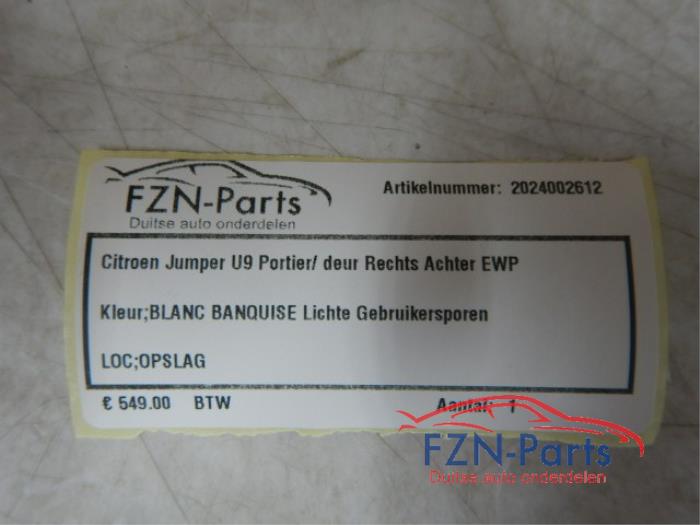 FZN-Parts
Duitse auto onderdelen
Artikelnummer: 2024002612
Citroen Jumper U9 Portier/ deur Rechts Achter EWP
Kleur;BLANC BANQUISE Lichte Gebruikersporen
LOC;OPSLAG
€ 549.00 BTW
Aantal: 1
FZN-Parts
Duitse auto onderdelen